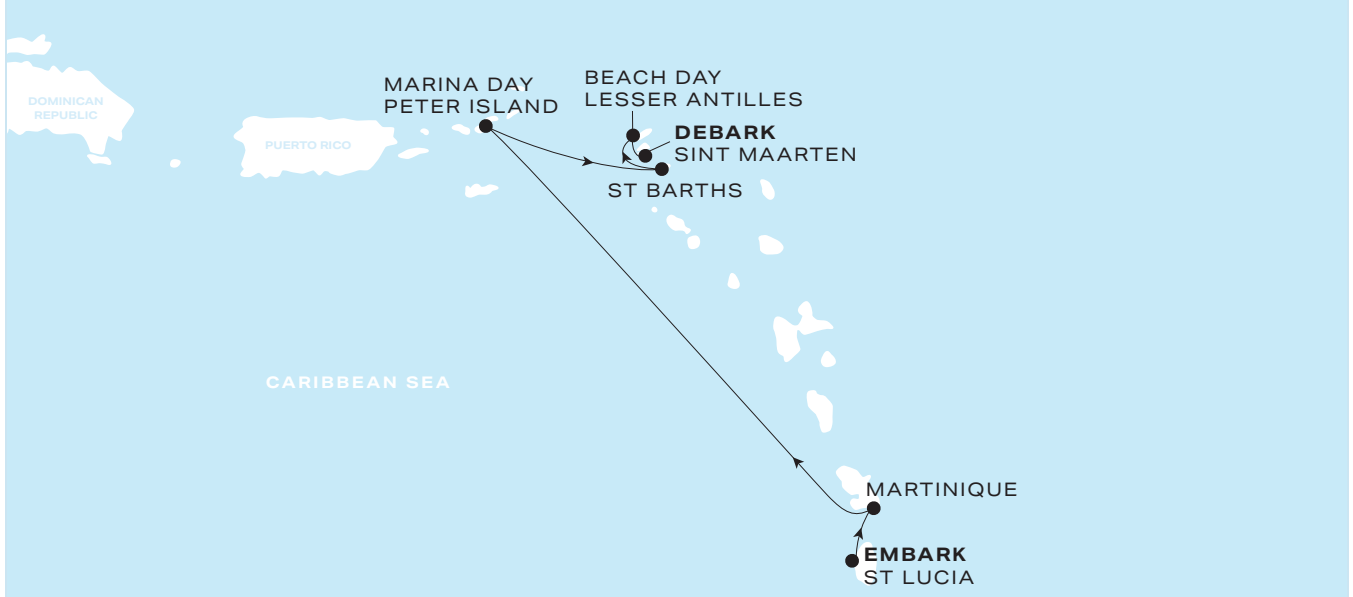 MARINA DAY
PETER ISLAND
BEACH DAY
LESSER ANTILLES
DOMINICAN
REPUBLIC
DEBARK
SINT MAARTEN
PUERTO RICO
ST BARTHS
CARIBBEAN SEA
MARTINIQUE
EMBARK
ST LUCIA